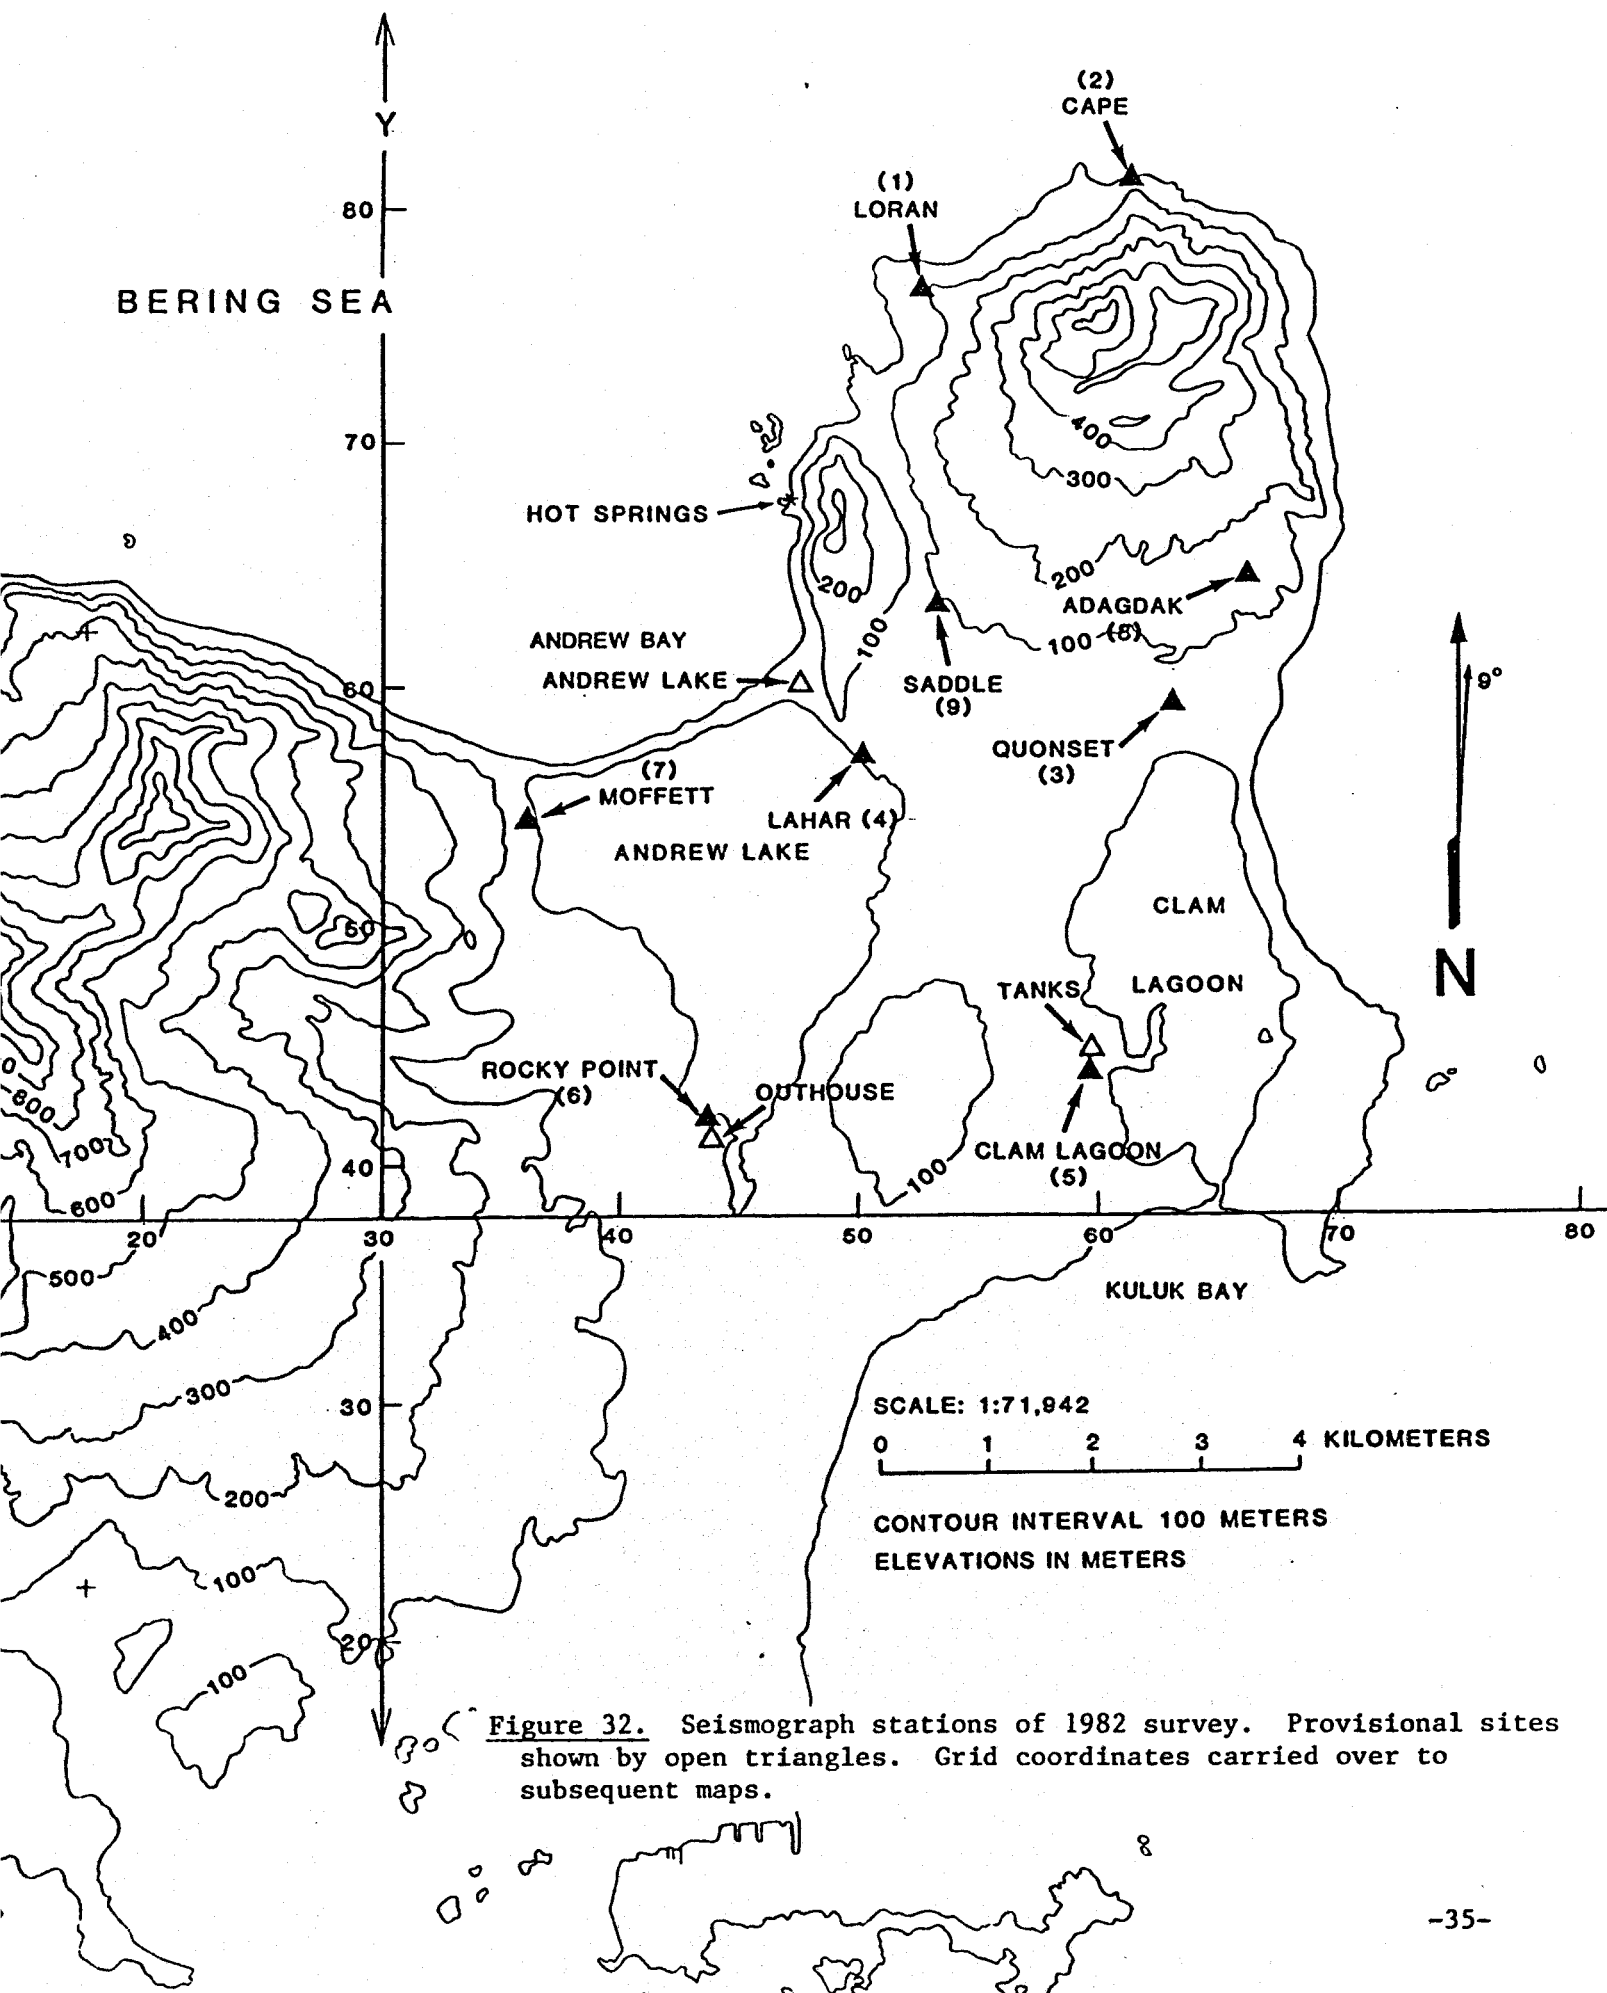 Y
(2)
CAPE
(1)
LORAN
80
BERING SEA
70
400
300
HOT SPRINGS
200
200
ADAGDAK
(8)
100
100
ANDREW BAY
ANDREW LAKE
60
SADDLE
(9)
9°
QUONSET
(3)
(7)
MOFFETT
LAHAR (4)
ANDREW LAKE
50
CLAM
LAGOON
N
TANKS
ROCKY POINT
(6)
OUTHOUSE
0
800
700
600
40
CLAM LAGOON
(5)
100
20
30
40
50
60
70
80
500
KULUK BAY
400
300
30
SCALE: 1:71,942
0 1 2 3 4 KILOMETERS
200
CONTOUR INTERVAL 100 METERS
ELEVATIONS IN METERS
100
20
100
Figure 32. Seismograph stations of 1982 survey. Provisional sites
shown by open triangles. Grid coordinates carried over to
subsequent maps.
-35-